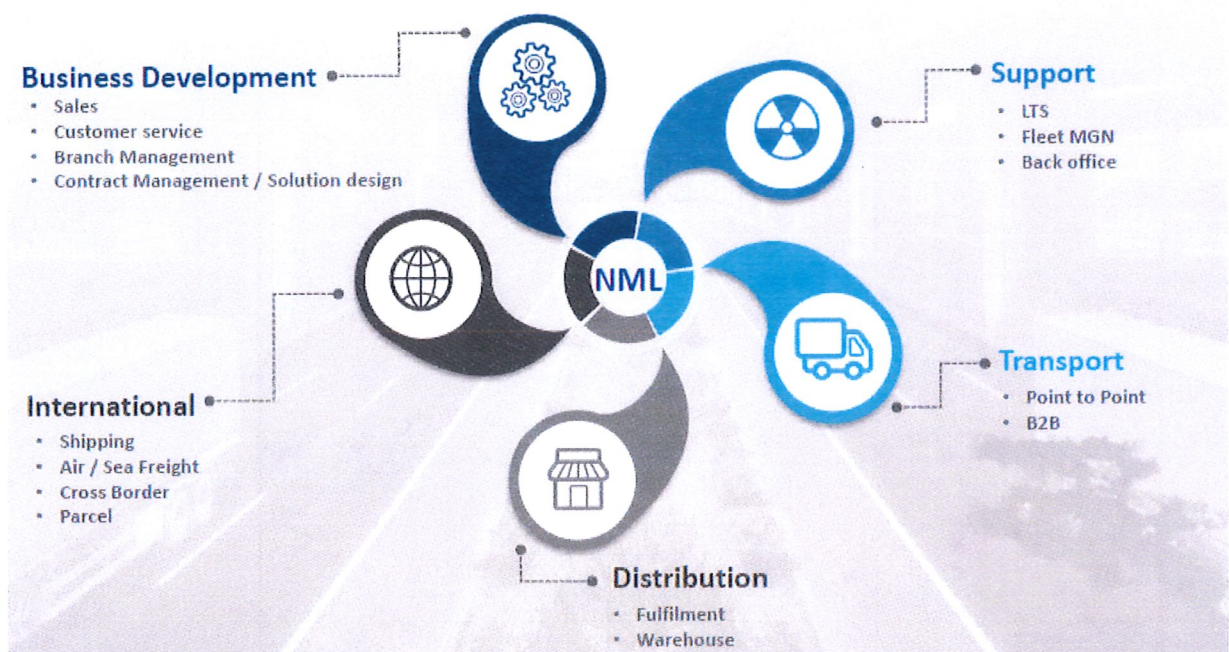 Business Development
• Sales
• Customer service
• Branch Management
• Contract Management / Solution design
Support
• LTS
• Fleet MGN
• Back office
NML
International
• Shipping
• Air / Sea Freight
• Cross Border
• Parcel
Transport
• Point to Point
• B2B
Distribution
• Fulfilment
• Warehouse